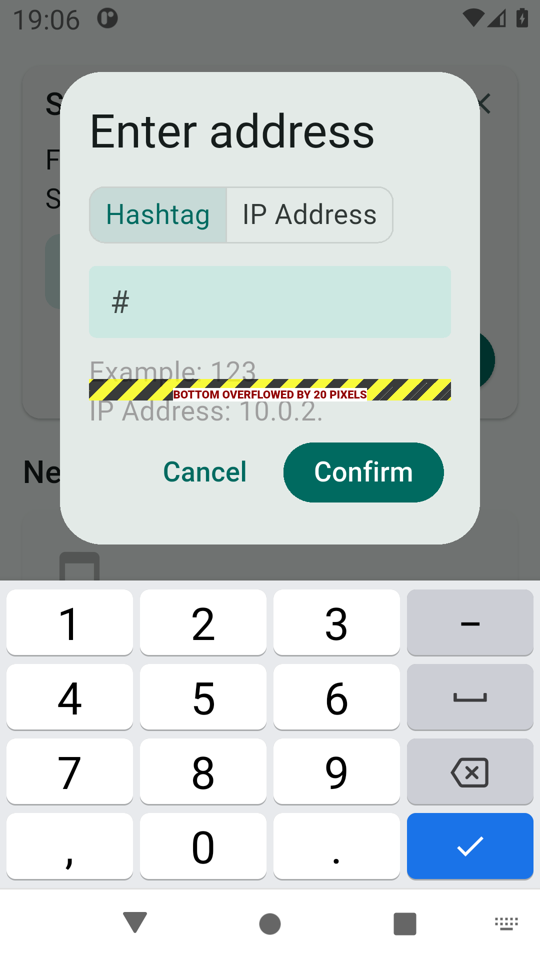 19:06
S
Enter address
F
S
Hashtag
IP Address
#
Example: 123
BOTTOM OVERFLOWED BY 20 PIXELS
IP Address: 10.0.2.
Cancel
Confirm
Ne
1 2 3 –
4 5 6
7 8 9
, 0 .